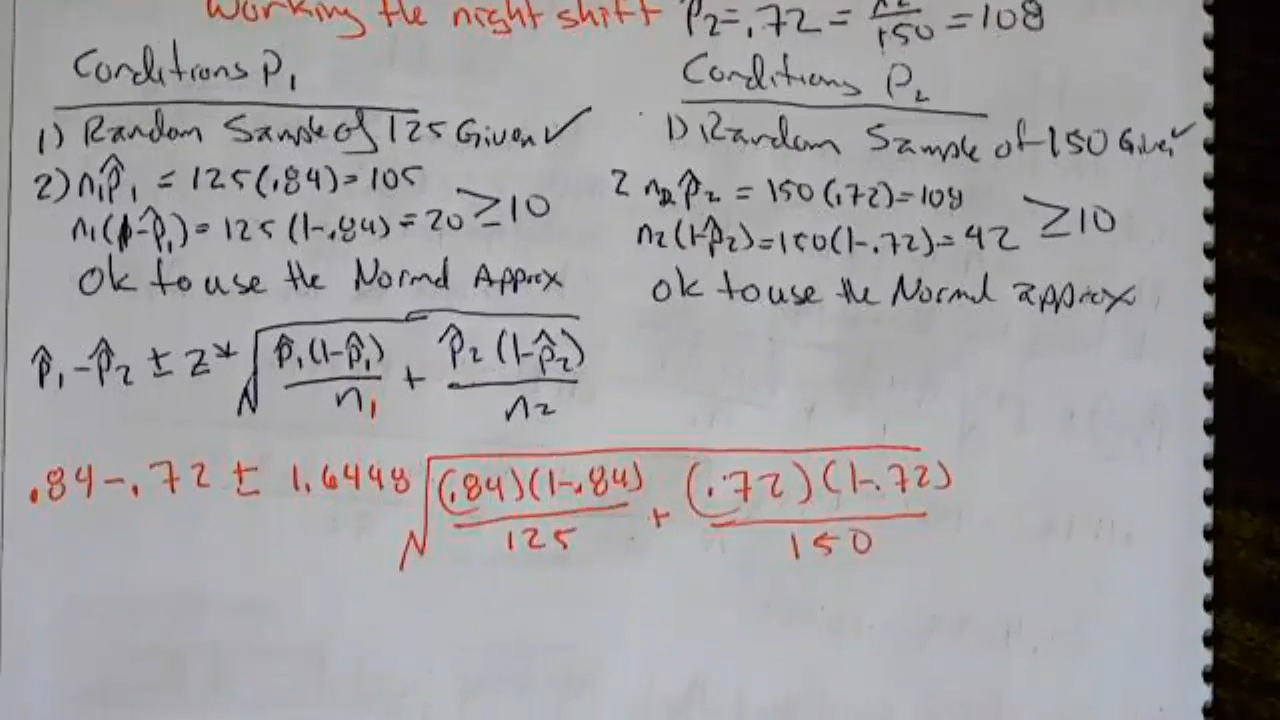 Working the night shift P2=.72 = x2/150 = 108
Conditions P1
1) Random Sample of 125 Given ✓
2) n1p̂1 = 125(.84)=105
n1(1-p̂1)=125(1-.84)=20 ≥10
Ok to use the Normal Approx
Conditions P2
1) Random Sample of 150 Given ✓
2 n2p̂2 = 150(.72)=108
n2(1-p̂2)=150(1-.72)=42 ≥10
ok to use the Normal approx
p̂1-p̂2 ± z* √ p̂1(1-p̂1)/n1 + p̂2(1-p̂2)/n2
.84-.72 ± 1.6448 √ (.84)(1-.84)/125 + (.72)(1-.72)/150